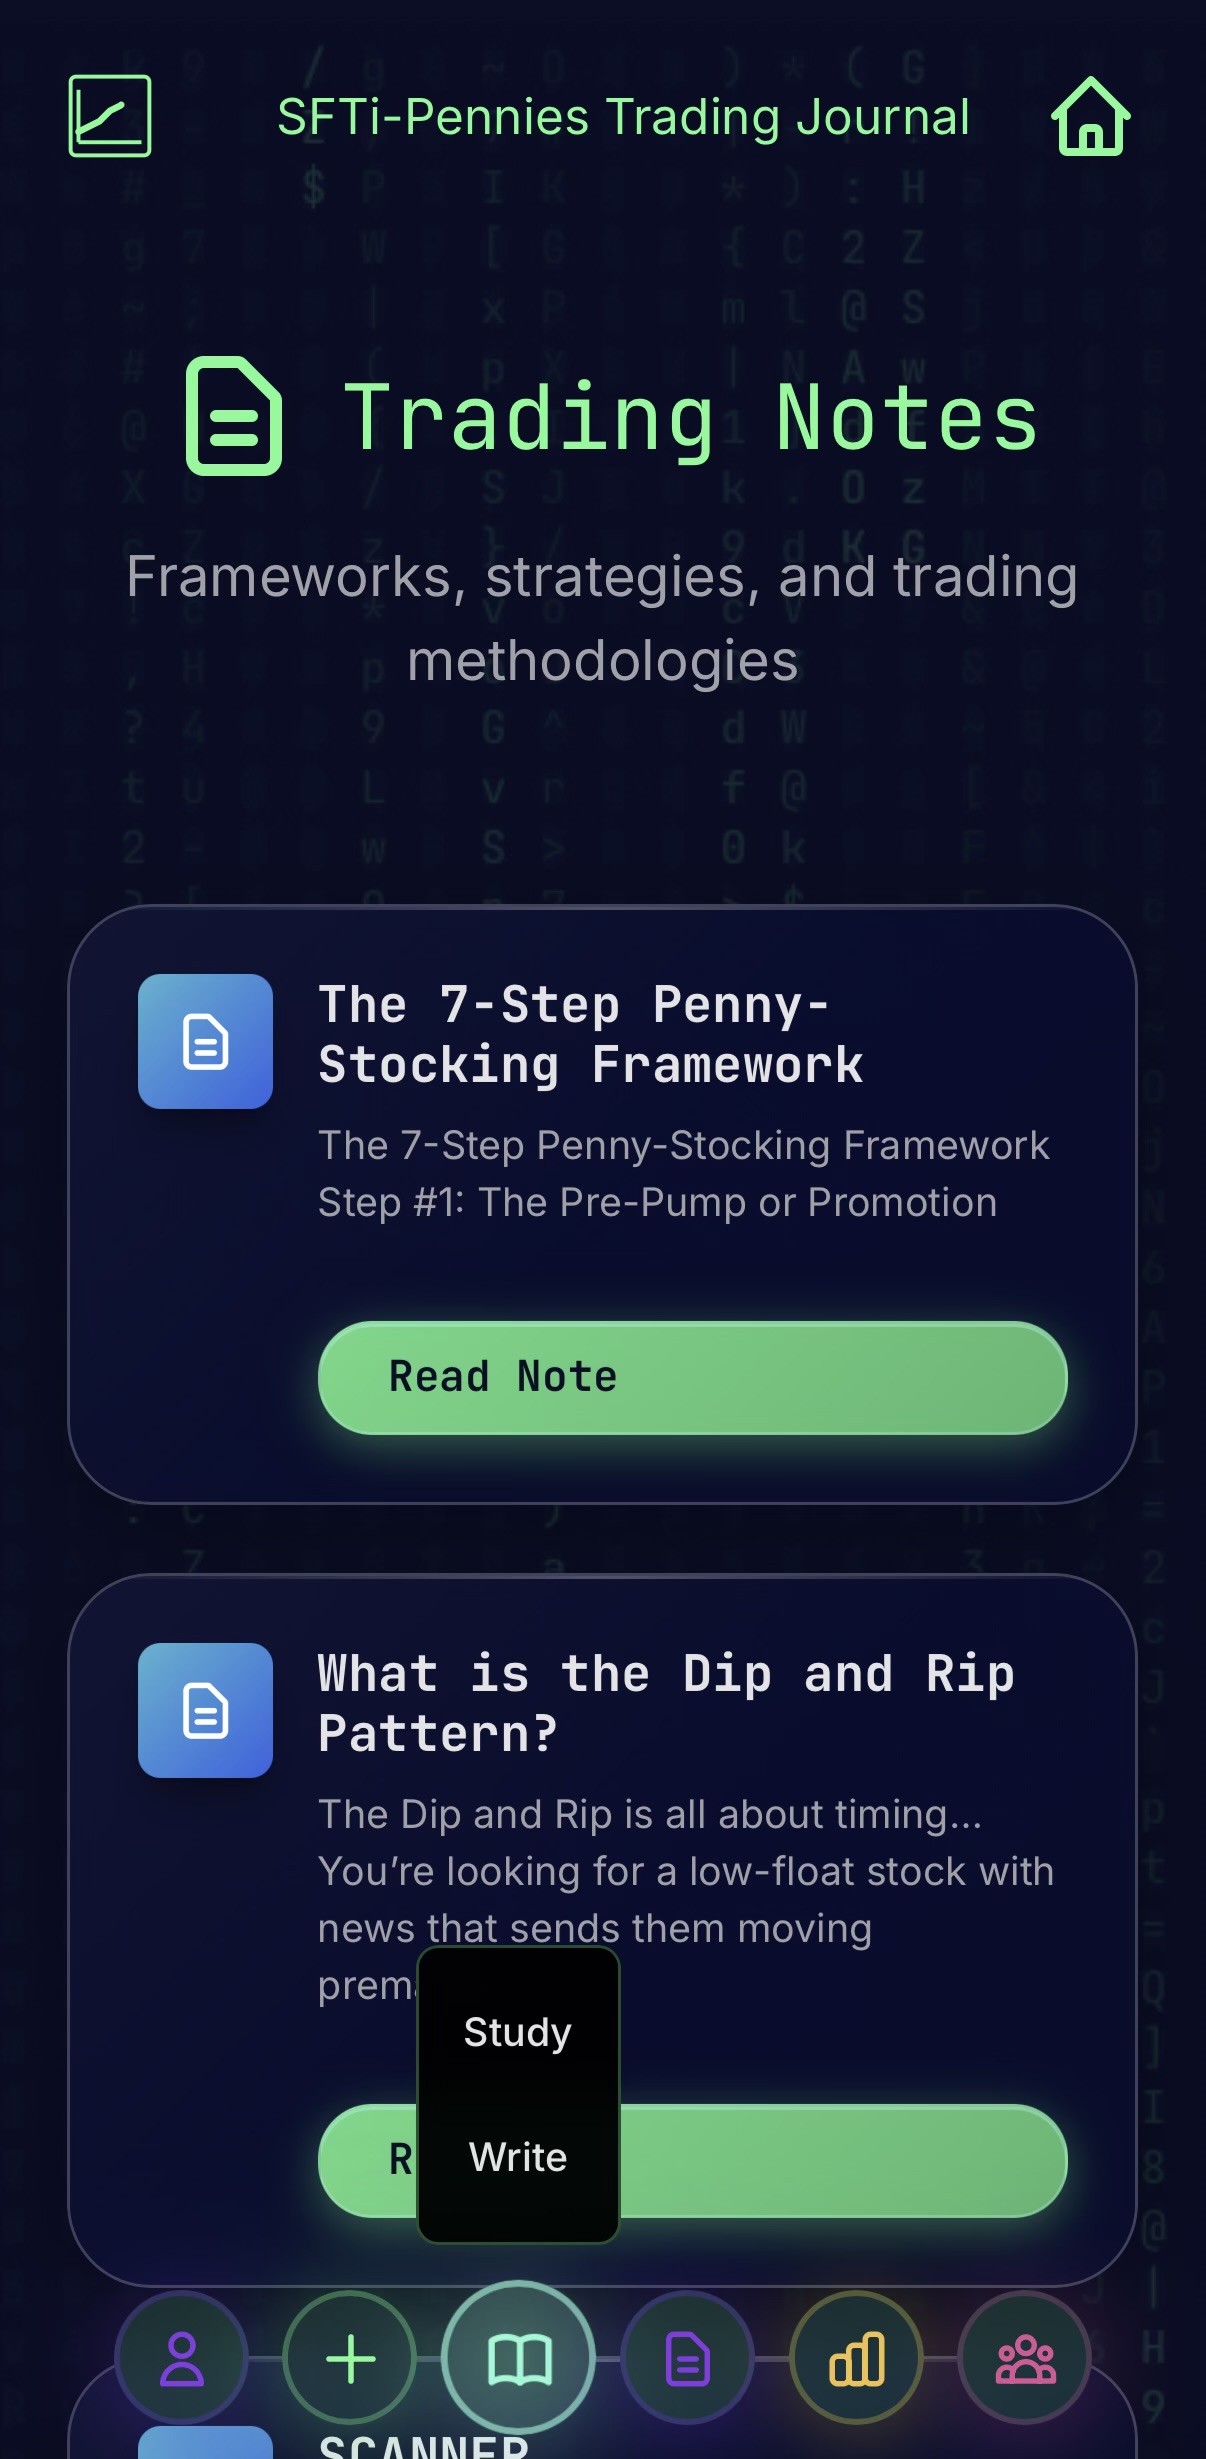 SFTi-Pennies Trading Journal
Trading Notes
Frameworks, strategies, and trading
methodologies
The 7-Step Penny-
Stocking Framework
The 7-Step Penny-Stocking Framework
Step #1: The Pre-Pump or Promotion
Read Note
What is the Dip and Rip
Pattern?
The Dip and Rip is all about timing...
You’re looking for a low-float stock with
news that sends them moving
Study
Write
SCANNER